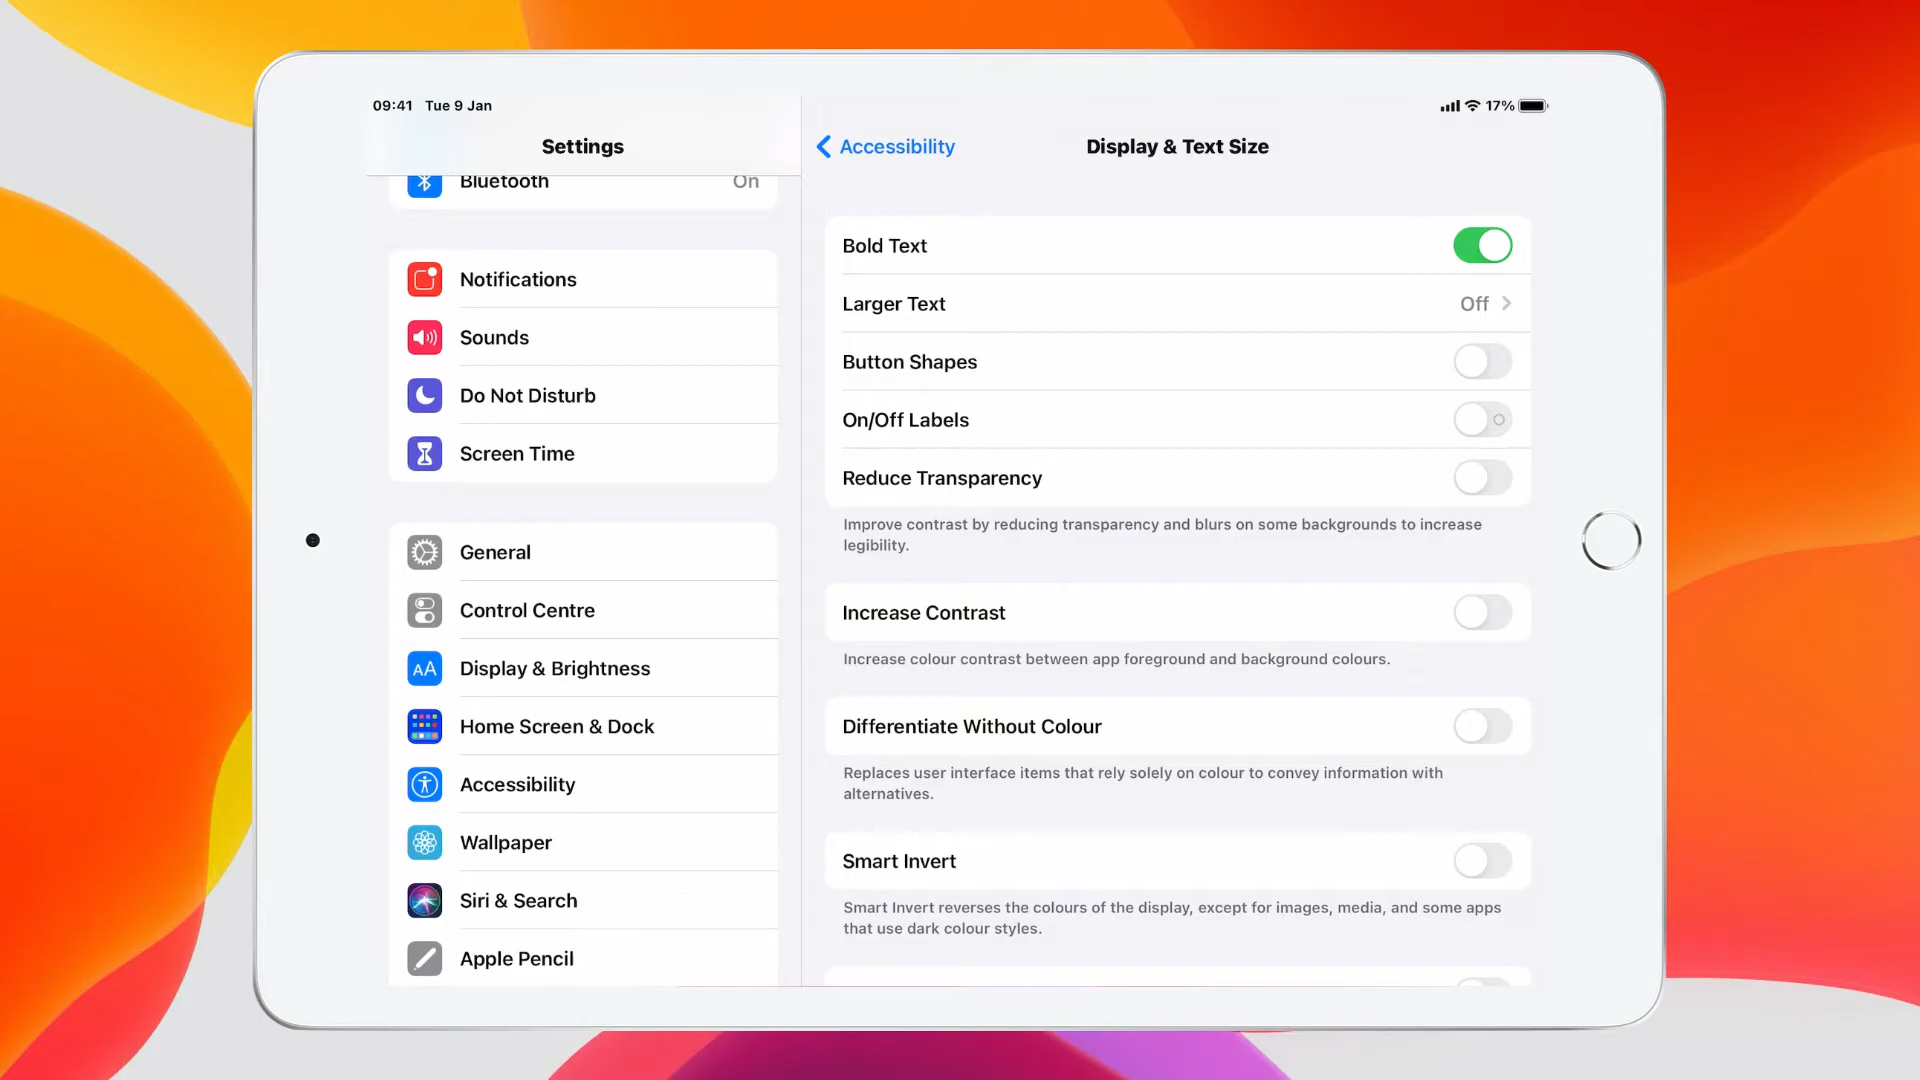 09:41 Tue 9 Jan
17%
Settings
Bluetooth On
Notifications
Sounds
Do Not Disturb
Screen Time
General
Control Centre
AA Display & Brightness
Home Screen & Dock
Accessibility
Wallpaper
Siri & Search
Apple Pencil
Accessibility
Display & Text Size
Bold Text
Larger Text Off
Button Shapes
On/Off Labels
Reduce Transparency
Improve contrast by reducing transparency and blurs on some backgrounds to increase
legibility.
Increase Contrast
Increase colour contrast between app foreground and background colours.
Differentiate Without Colour
Replaces user interface items that rely solely on colour to convey information with
alternatives.
Smart Invert
Smart Invert reverses the colours of the display, except for images, media, and some apps
that use dark colour styles.